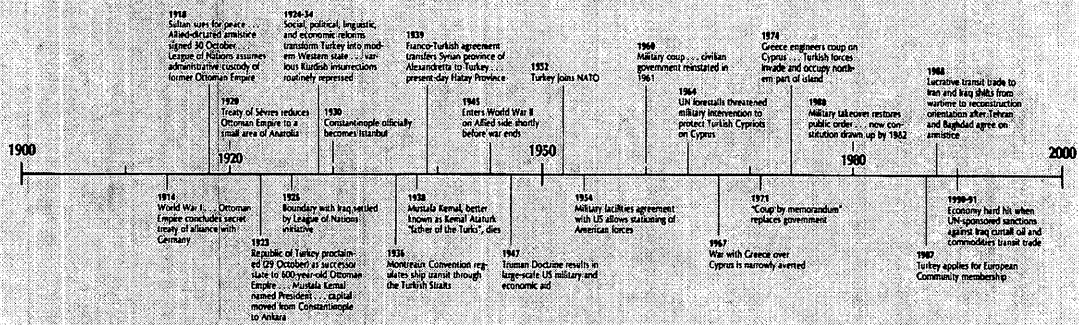 1918
Sultan sues for peace . . .
Allied-dictated armistice
signed 30 October . . .
League of Nations assumes
administrative custody of
former Ottoman Empire
1924-34
Social, political, linguistic,
and economic reforms
transform Turkey into mod-
ern Western state . . . var-
ious Kurdish insurrections
routinely repressed
1939
Franco-Turkish agreement
transfers Syrian province of
Alexandretta to Turkey . . .
present-day Hatay Province
1952
Turkey joins NATO
1960
Military coup . . . civilian
government reinstated in
1961
1974
Greece engineers coup on
Cyprus . . . Turkish forces
invade and occupy north-
ern part of island
1988
Lucrative transit trade to
Iran and Iraq shifts from
wartime to reconstruction
orientation after Tehran
and Baghdad agree on
armistice
1920
Treaty of Sèvres reduces
Ottoman Empire to a
small area of Anatolia
1930
Constantinople officially
becomes Istanbul
1945
Enters World War II
on Allied side shortly
before war ends
1964
UN forestalls threatened
military intervention to
protect Turkish Cypriots
on Cyprus
1980
Military takeover restores
public order . . . new con-
stitution drawn up by 1982
1900
1920
1950
1980
2000
1914
World War I . . . Ottoman
Empire concludes secret
treaty of alliance with
Germany
1923
Republic of Turkey proclaim-
ed (29 October) as successor
state to 600-year-old Ottoman
Empire . . . Mustafa Kemal
named President . . . capital
moved from Constantinople
to Ankara
1925
Boundary with Iraq settled
by League of Nations
initiative
1936
Montreaux Convention reg-
ulates ship transit through
the Turkish Straits
1938
Mustafa Kemal, better
known as Kemal Ataturk
"father of the Turks", dies
1947
Truman Doctrine results in
large-scale US military and
economic aid
1954
Military facilities agreement
with US allows stationing of
American forces
1967
War with Greece over
Cyprus is narrowly averted
1971
"Coup by memorandum"
replaces government
1987
Turkey applies for European
Community membership
1990-91
Economy hard hit when
UN-sponsored sanctions
against Iraq curtail oil and
commodities transit trade